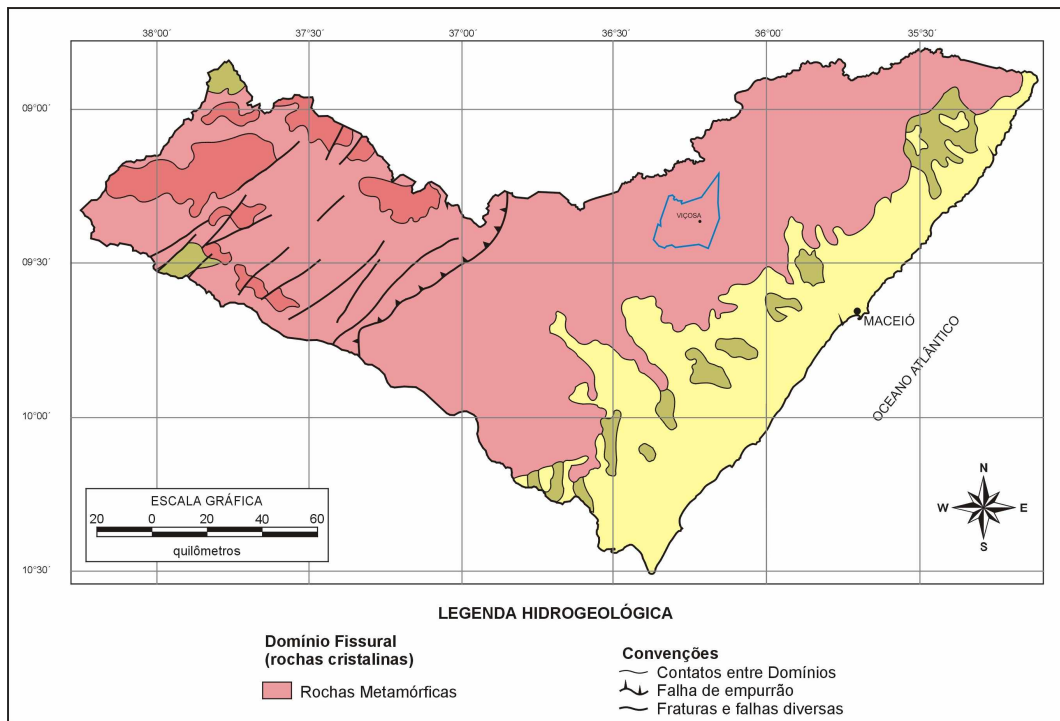 38°00´ 37°30´ 37°00´ 36°30´ 36°00´ 35°30´
09°00´
VIÇOSA
09°30´
MACEIÓ
OCEANO ATLÂNTICO
10°00´
ESCALA GRÁFICA
20 0 20 40 60
quilômetros
N
W E
S
10°30´
LEGENDA HIDROGEOLÓGICA
Domínio Fissural
(rochas cristalinas)
Rochas Metamórficas
Convenções
Contatos entre Domínios
Falha de empurrão
Fraturas e falhas diversas